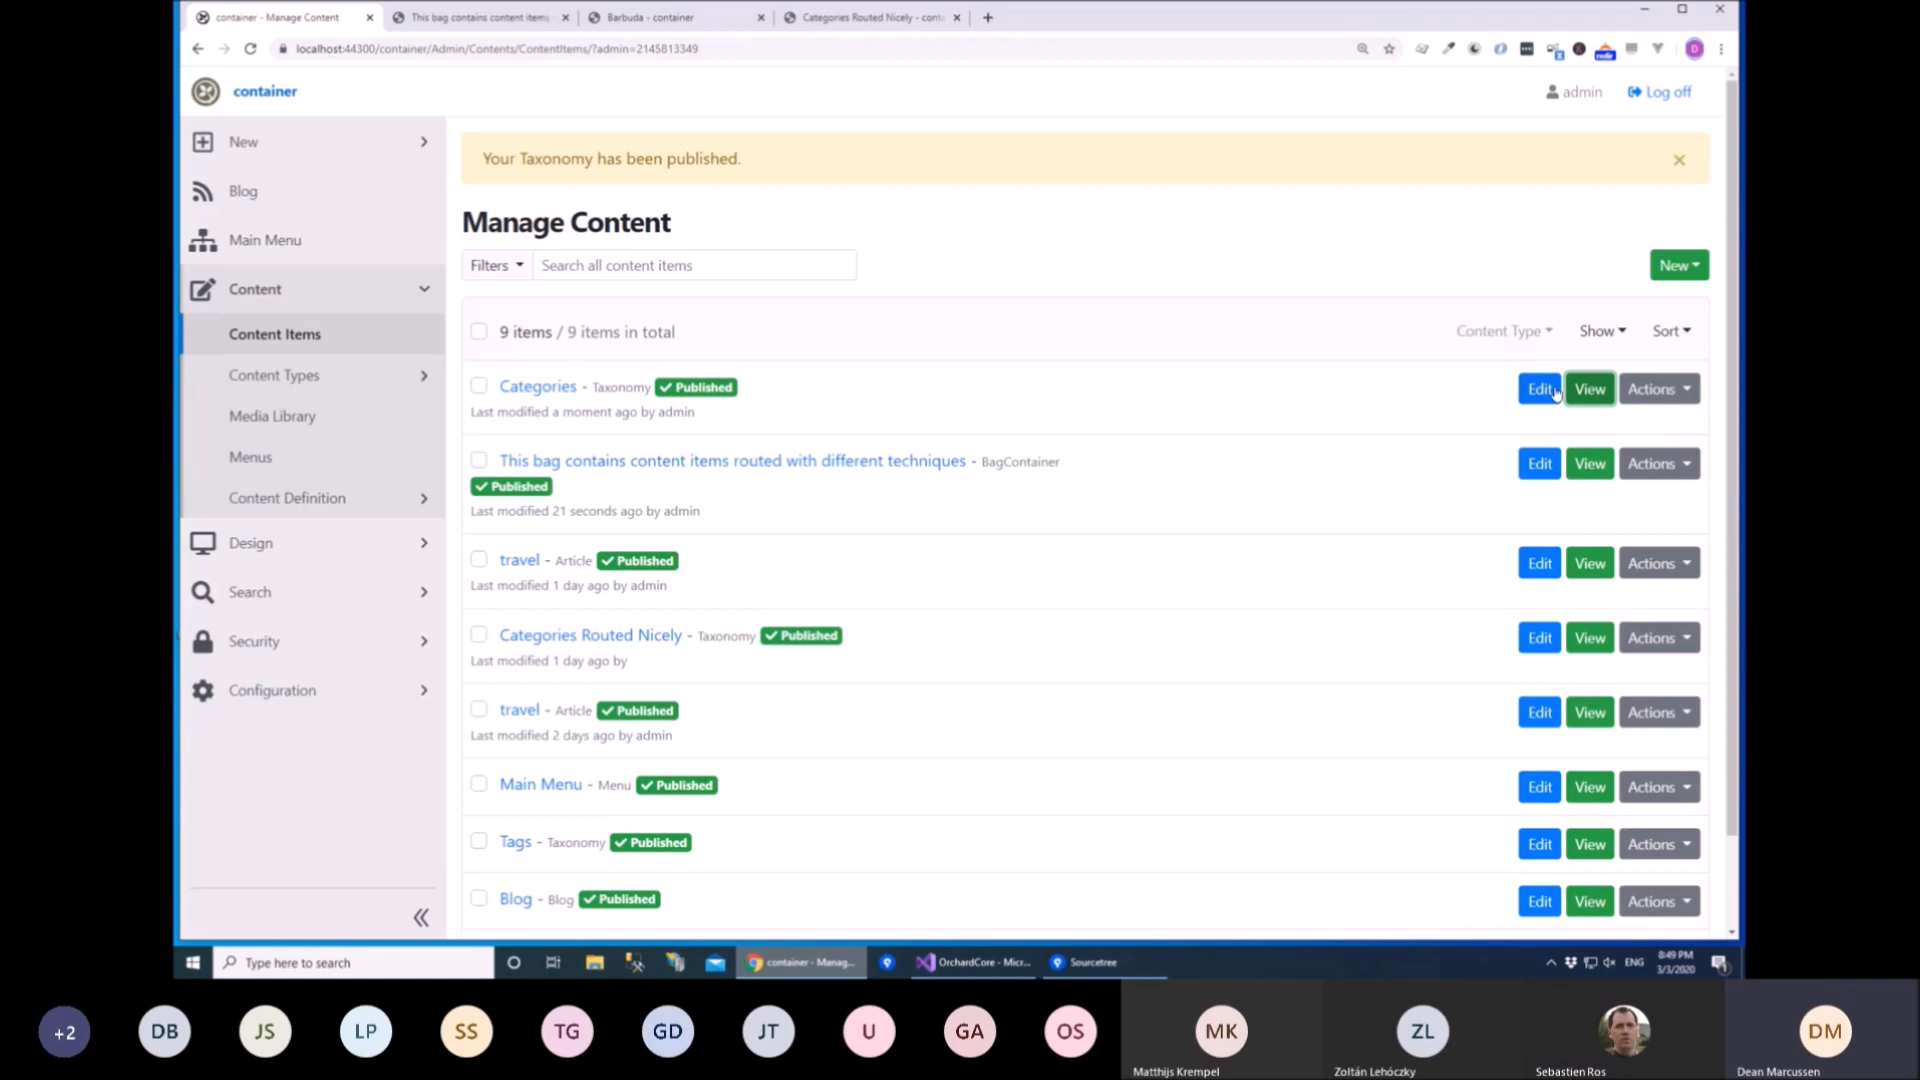 container - Manage Content
This bag contains content items
Barbuda - container
Categories Routed Nicely - cont
localhost:44300/container/Admin/Contents/ContentItems/?admin=2145813349
D
container
admin
Log off
New
Blog
Main Menu
Content
Content Items
Content Types
Media Library
Menus
Content Definition
Design
Search
Security
Configuration
Your Taxonomy has been published.
Manage Content
Filters
Search all content items
New
9 items / 9 items in total
Content Type
Show
Sort
Categories - Taxonomy Published
Last modified a moment ago by admin
Edit View Actions
This bag contains content items routed with different techniques - BagContainer
Published
Last modified 21 seconds ago by admin
Edit View Actions
travel - Article Published
Last modified 1 day ago by admin
Edit View Actions
Categories Routed Nicely - Taxonomy Published
Last modified 1 day ago by
Edit View Actions
travel - Article Published
Last modified 2 days ago by admin
Edit View Actions
Main Menu - Menu Published
Edit View Actions
Tags - Taxonomy Published
Edit View Actions
Blog - Blog Published
Edit View Actions
Type here to search
container - Manag...
OrchardCore - Micr...
Sourcetree
ENG
8:49 PM
3/3/2020
+2
DB
JS
LP
SS
TG
GD
JT
U
GA
OS
MK
Matthijs Krempel
ZL
Zoltán Lehóczky
Sebastien Ros
DM
Dean Marcussen